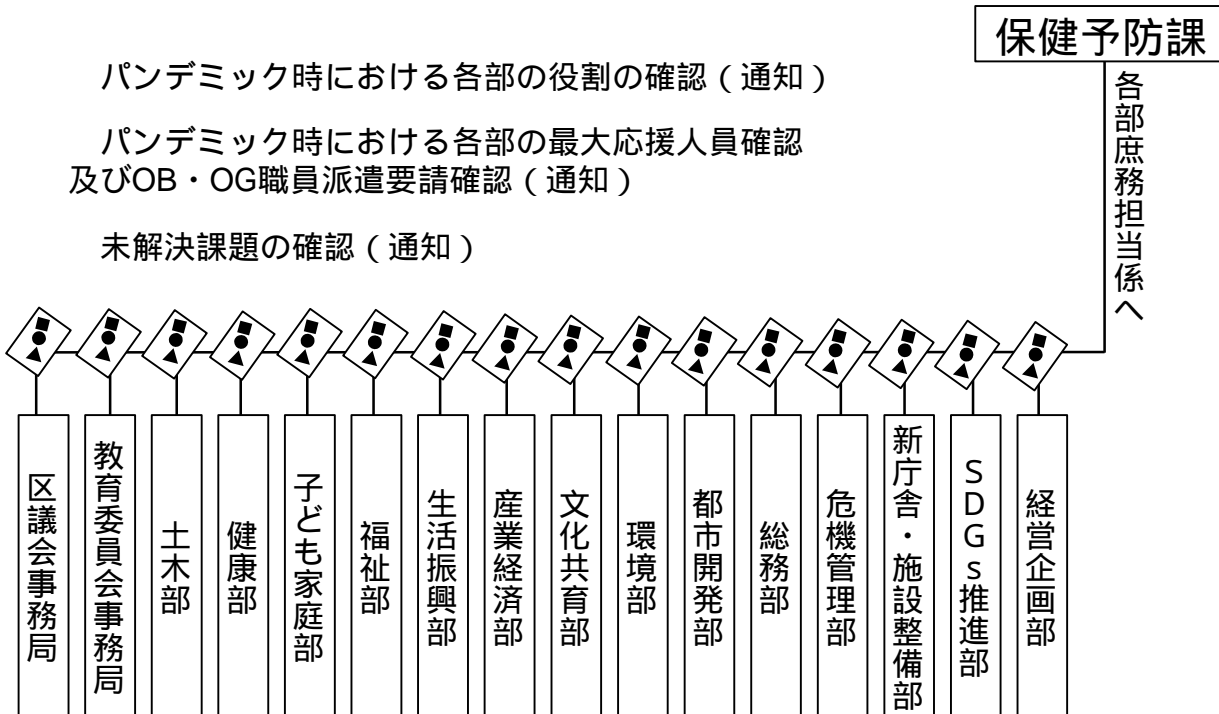 保健予防課
各部庶務担当係へ
パンデミック時における各部の役割の確認（通知）
パンデミック時における各部の最大応援人員確認
及びOB・OG職員派遣要請確認（通知）
未解決課題の確認（通知）
経営企画部
SDGs推進部
新庁舎・施設整備部
危機管理部
総務部
都市開発部
環境部
文化共育部
産業経済部
生活振興部
福祉部
子ども家庭部
健康部
土木部
教育委員会事務局
区議会事務局